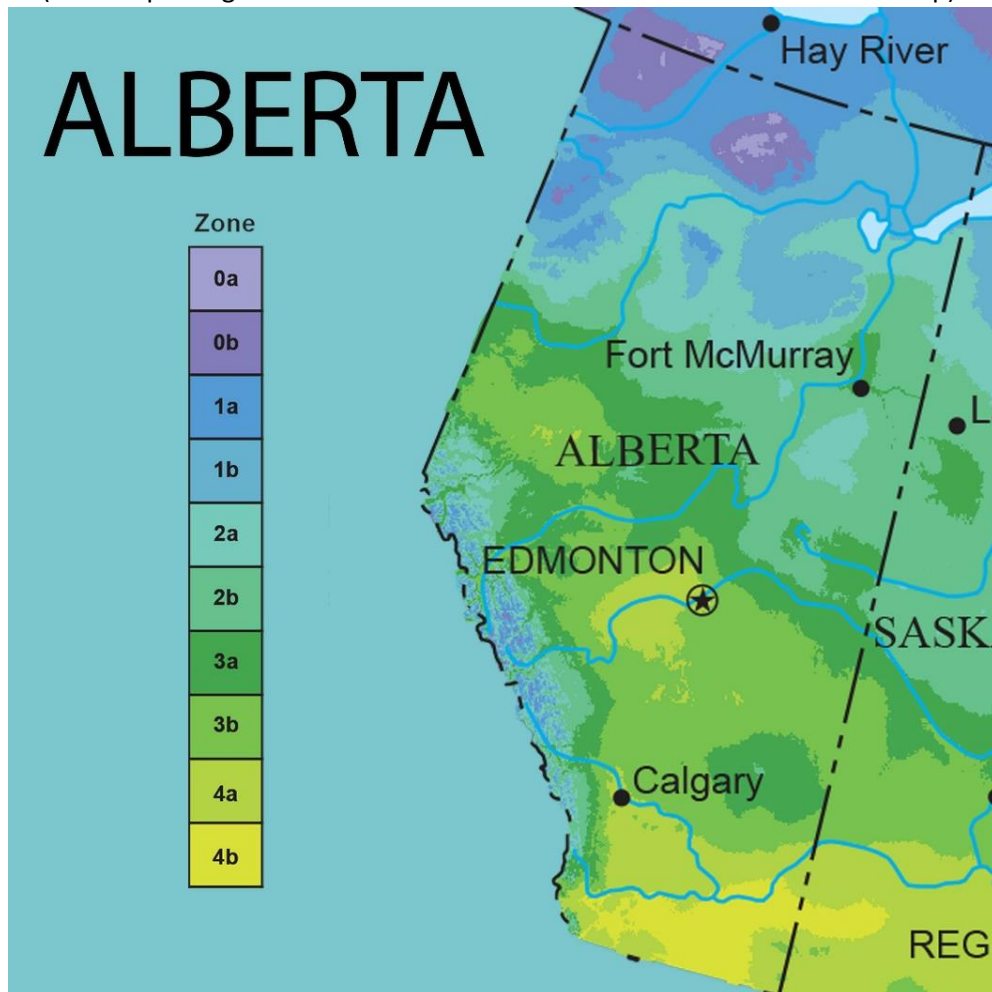 Hay River
ALBERTA
Zone
0a
0b
1a
1b
2a
2b
3a
3b
4a
4b
Fort McMurray
L
ALBERTA
EDMONTON
SASK
Calgary
REG